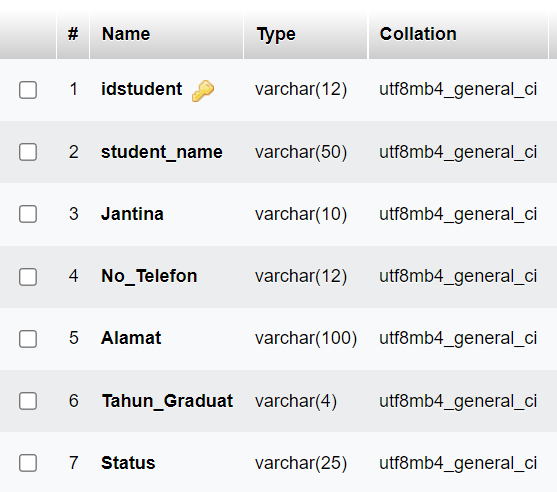 # Name Type Collation
1 idstudent varchar(12) utf8mb4_general_ci
2 student_name varchar(50) utf8mb4_general_ci
3 Jantina varchar(10) utf8mb4_general_ci
4 No_Telefon varchar(12) utf8mb4_general_ci
5 Alamat varchar(100) utf8mb4_general_ci
6 Tahun_Graduat varchar(4) utf8mb4_general_ci
7 Status varchar(25) utf8mb4_general_ci